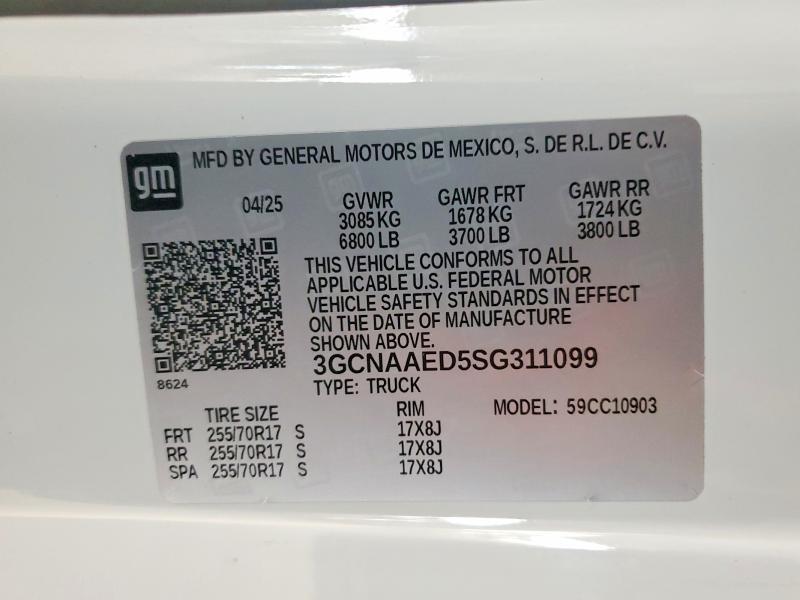 gm
MFD BY GENERAL MOTORS DE MEXICO, S. DE R.L. DE C.V.
04/25 GVWR GAWR FRT GAWR RR
3085 KG 1678 KG 1724 KG
6800 LB 3700 LB 3800 LB
THIS VEHICLE CONFORMS TO ALL
APPLICABLE U.S. FEDERAL MOTOR
VEHICLE SAFETY STANDARDS IN EFFECT
ON THE DATE OF MANUFACTURE
SHOWN ABOVE.
3GCNAAED5SG311099
8624
TYPE: TRUCK
TIRE SIZE RIM MODEL: 59CC10903
FRT 255/70R17 S 17X8J
RR 255/70R17 S 17X8J
SPA 255/70R17 S 17X8J